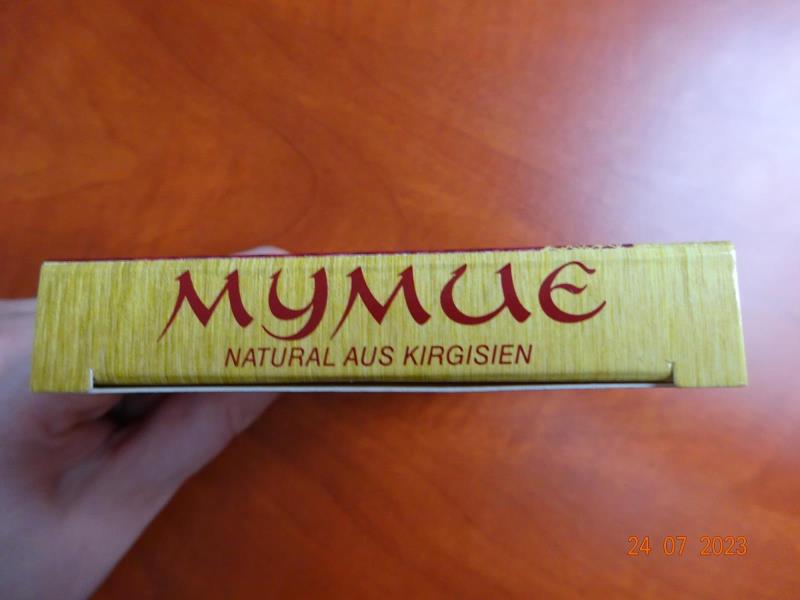 MYMUE
NATURAL AUS KIRGISIEN
24 07 2023